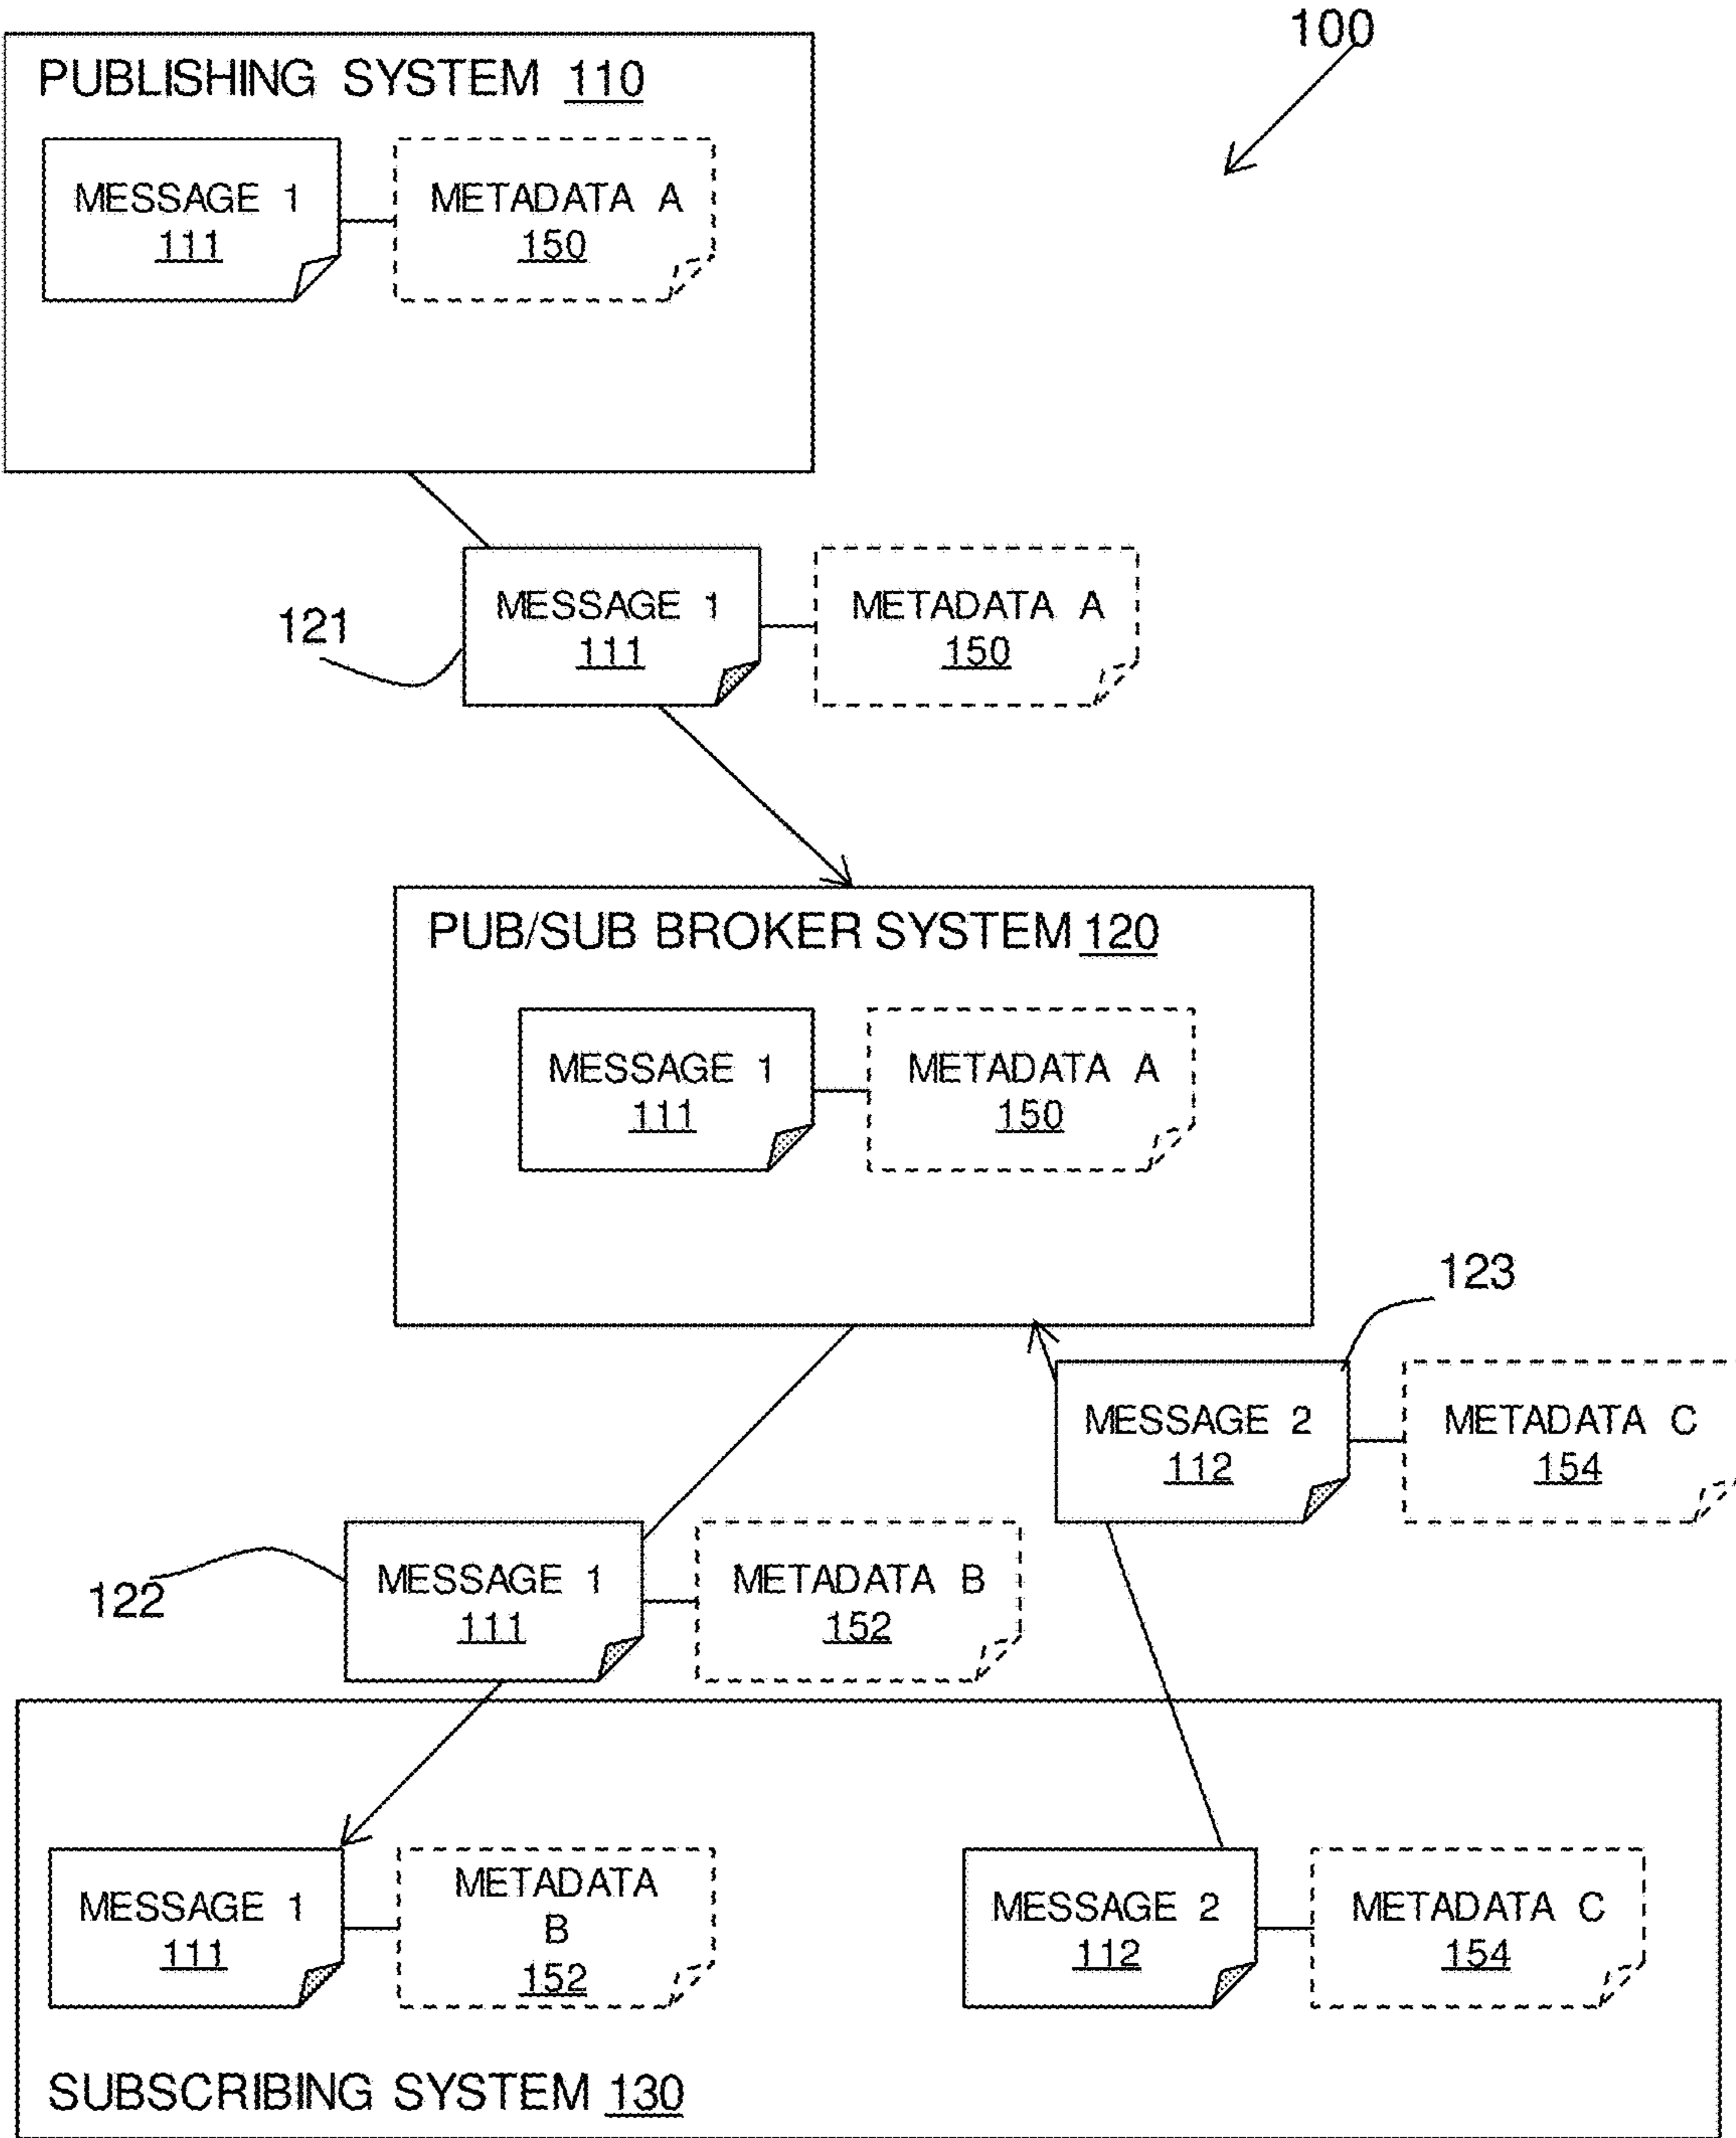 100
PUBLISHING SYSTEM 110
MESSAGE 1
111
METADATA A
150
121
MESSAGE 1
111
METADATA A
150
PUB/SUB BROKER SYSTEM 120
MESSAGE 1
111
METADATA A
150
123
MESSAGE 2
112
METADATA C
154
122
MESSAGE 1
111
METADATA B
152
MESSAGE 1
111
METADATA
B
152
MESSAGE 2
112
METADATA C
154
SUBSCRIBING SYSTEM 130